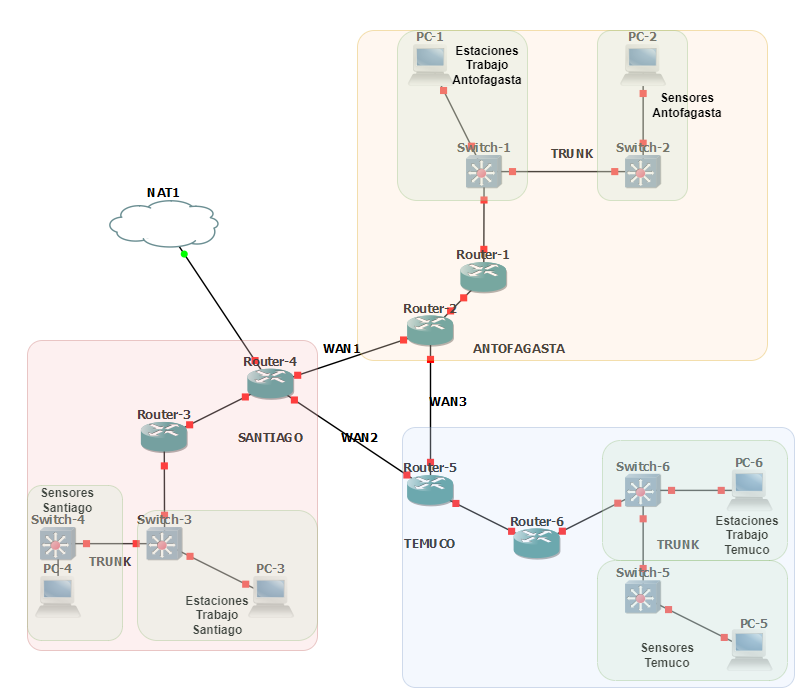 PC-1
Estaciones
Trabajo
Antofagasta
PC-2
Sensores
Antofagasta
Switch-1
TRUNK
Switch-2
NAT1
Router-1
Router-2
ANTOFAGASTA
WAN1
Router-4
WAN3
Router-3
SANTIAGO
WAN2
Router-5
Sensores
Santiago
Switch-4
Switch-3
TRUNK
PC-4
PC-3
Estaciones
Trabajo
Santiago
TEMUCO
Router-6
Switch-6
PC-6
Estaciones
Trabajo
Temuco
TRUNK
Switch-5
PC-5
Sensores
Temuco